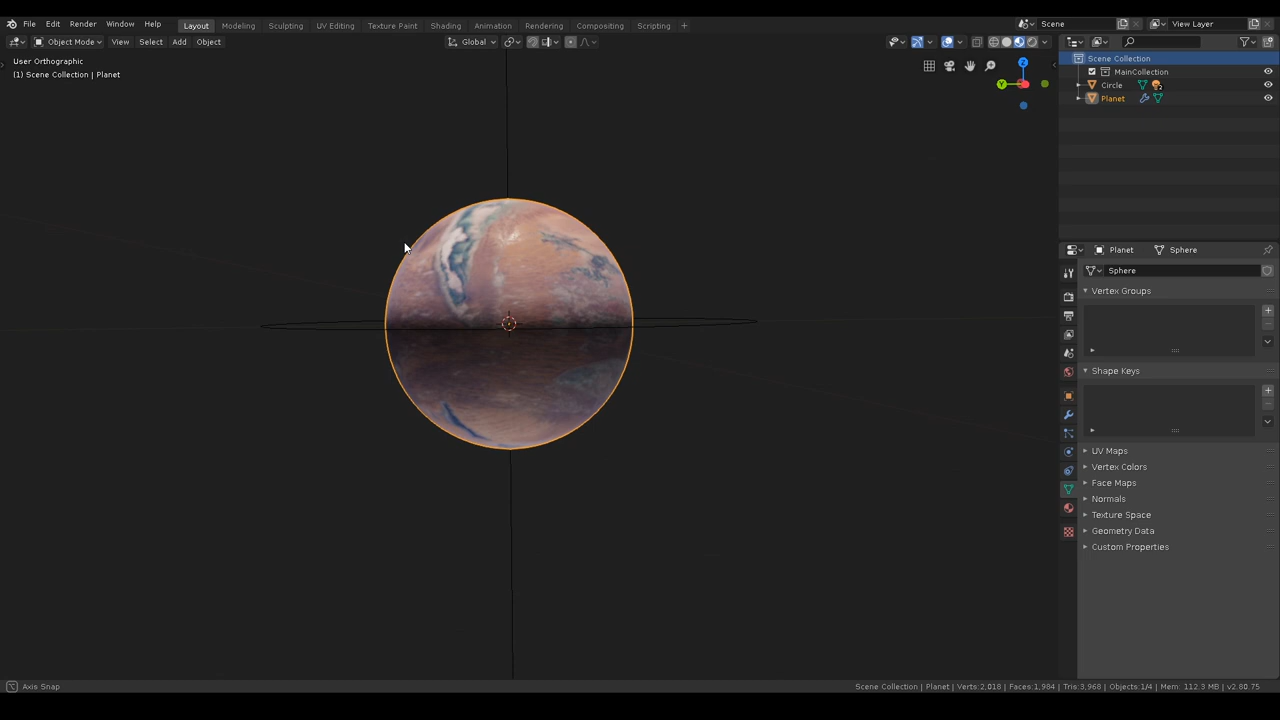 File Edit Render Window Help Layout Modeling Sculpting UV Editing Texture Paint Shading Animation Rendering Compositing Scripting + Scene View Layer
Object Mode View Select Add Object Global
User Orthographic
(1) Scene Collection | Planet
Z
Y
Scene Collection
MainCollection
Circle 2
Planet
Planet Sphere
Sphere
Vertex Groups
Shape Keys
UV Maps
Vertex Colors
Face Maps
Normals
Texture Space
Geometry Data
Custom Properties
Axis Snap Scene Collection | Planet | Verts:2,018 | Faces:1,984 | Tris:3,968 | Objects:1/4 | Mem: 112.3 MB | v2.80.75